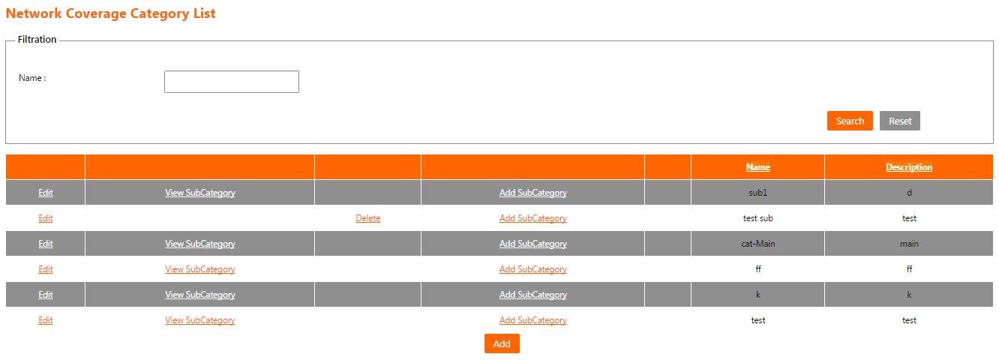 Network Coverage Category List
Filtration
Name :
Search Reset
Name Description
Edit View SubCategory Add SubCategory sub1 d
Edit Delete Add SubCategory test sub test
Edit View SubCategory Add SubCategory cat-Main main
Edit View SubCategory Add SubCategory ff ff
Edit View SubCategory Add SubCategory k k
Edit View SubCategory Add SubCategory test test
Add